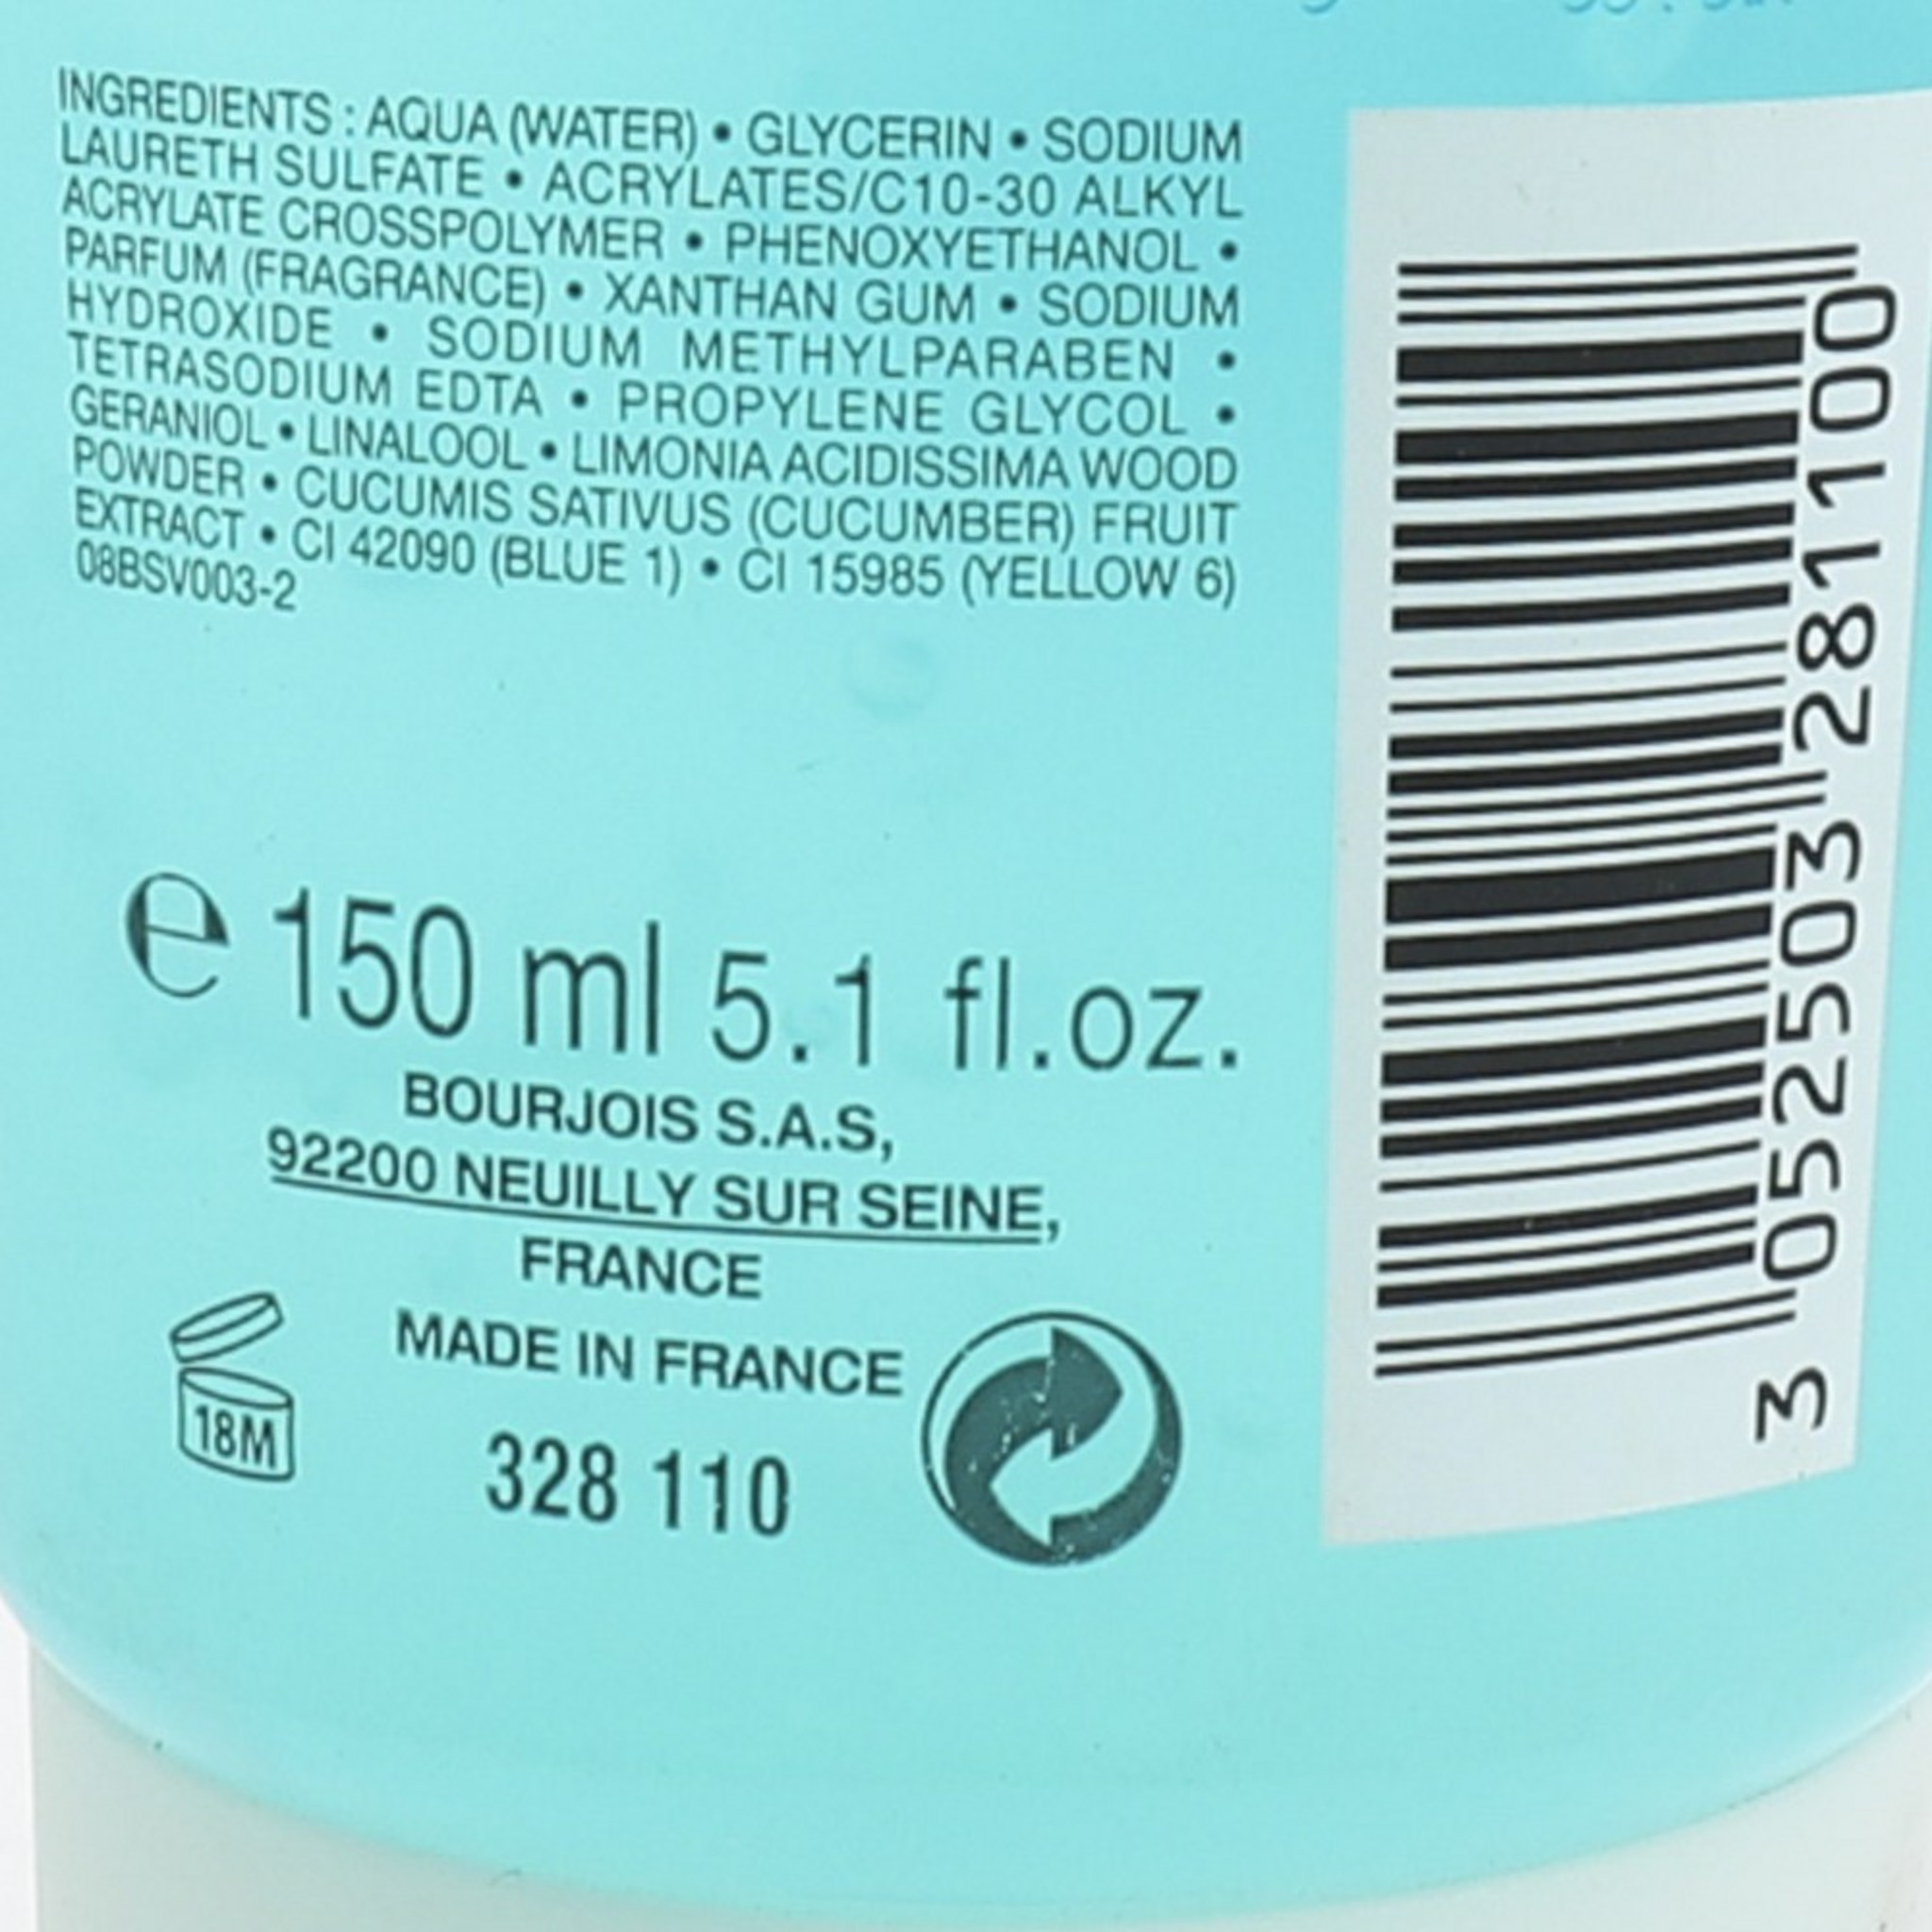 INGREDIENTS : AQUA (WATER) • GLYCERIN • SODIUM
LAURETH SULFATE • ACRYLATES/C10-30 ALKYL
ACRYLATE CROSSPOLYMER • PHENOXYETHANOL •
PARFUM (FRAGRANCE) • XANTHAN GUM • SODIUM
HYDROXIDE • SODIUM METHYLPARABEN •
TETRASODIUM EDTA • PROPYLENE GLYCOL •
GERANIOL • LINALOOL • LIMONIA ACIDISSIMA WOOD
POWDER • CUCUMIS SATIVUS (CUCUMBER) FRUIT
EXTRACT • CI 42090 (BLUE 1) • CI 15985 (YELLOW 6)
08BSV003-2
e 150 ml 5.1 fl.oz.
BOURJOIS S.A.S,
92200 NEUILLY SUR SEINE,
FRANCE
MADE IN FRANCE
18M
328 110
3 052503 281100